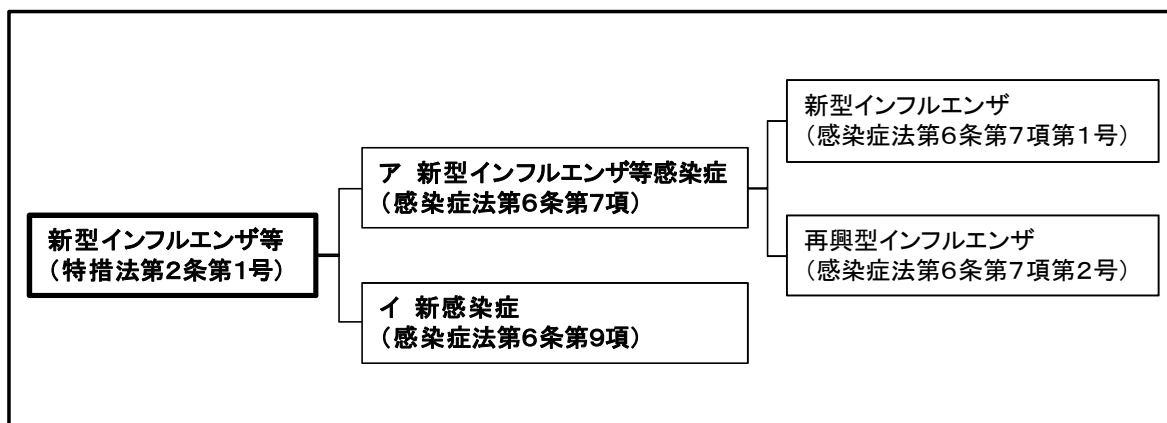 新型インフルエンザ等
(特措法第2条第1号)
ア 新型インフルエンザ等感染症
(感染症法第6条第7項)
イ 新感染症
(感染症法第6条第9項)
新型インフルエンザ
(感染症法第6条第7項第1号)
再興型インフルエンザ
(感染症法第6条第7項第2号)